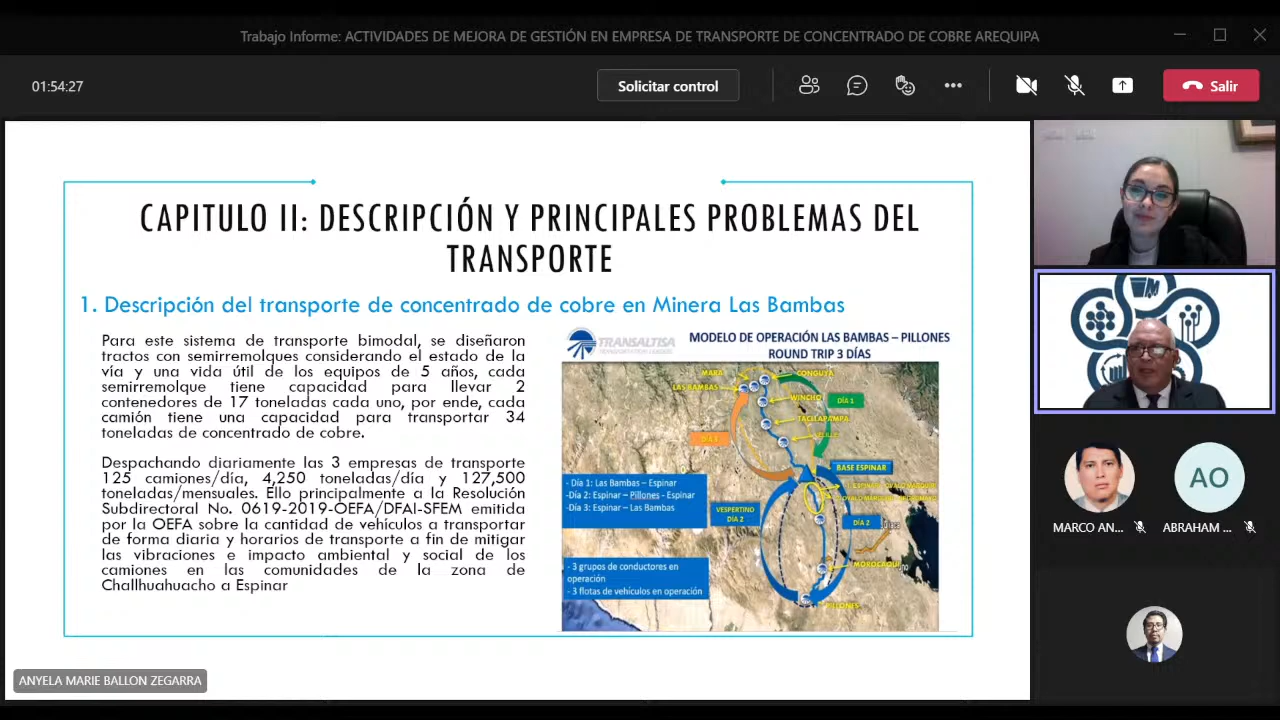 Trabajo Informe: ACTIVIDADES DE MEJORA DE GESTIÓN EN EMPRESA DE TRANSPORTE DE CONCENTRADO DE COBRE AREQUIPA
01:54:27
Solicitar control
Salir
CAPITULO II: DESCRIPCIÓN Y PRINCIPALES PROBLEMAS DEL
TRANSPORTE
1. Descripción del transporte de concentrado de cobre en Minera Las Bambas
Para este sistema de transporte bimodal, se diseñaron
tractos con semirremolques considerando el estado de la
vía y una vida útil de los equipos de 5 años, cada
semirremolque tiene capacidad para llevar 2
contenedores de 17 toneladas cada uno, por ende, cada
camión tiene una capacidad para transportar 34
toneladas de concentrado de cobre.
Despachando diariamente las 3 empresas de transporte
125 camiones/día, 4,250 toneladas/día y 127,500
toneladas/mensuales. Ello principalmente a la Resolución
Subdirectoral No. 0619-2019-OEFA/DFAI-SFEM emitida
por la OEFA sobre la cantidad de vehículos a transportar
de forma diaria y horarios de transporte a fin de mitigar
las vibraciones e impacto ambiental y social de los
camiones en las comunidades de la zona de
Challhuahuacho a Espinar
TRANSALTISA
MODELO DE OPERACIÓN LAS BAMBAS – PILLONES
ROUND TRIP 3 DÍAS
MARA
CONGUYA
LAS BAMBAS
WINCHO
DÍA 1
TACHAPAMPA
DÍA 3
BASE ESPINAR
- Día 1: Las Bambas – Espinar
- Día 2: Espinar – Pillones - Espinar
- Día 3: Espinar – Las Bambas
VESPERTINO
DÍA 2
DÍA 2
MOROCAQUI
- 3 grupos de conductores en
operación
- 3 flotas de vehículos en operación
PILLONES
ANYELA MARIE BALLON ZEGARRA
AO
MARCO AN...
ABRAHAM ...